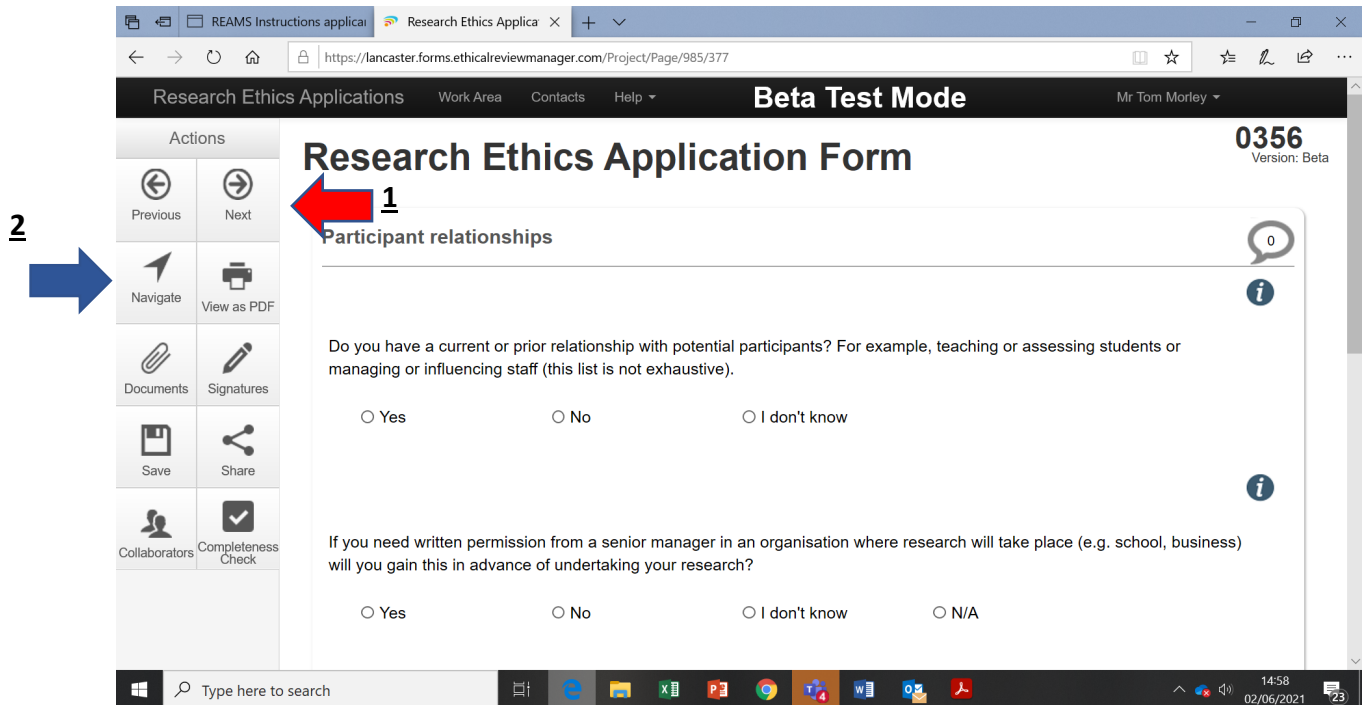 REAMS Instructions applicat
Research Ethics Applicat
https://lancaster.forms.ethicalreviewmanager.com/Project/Page/985/377
Research Ethics Applications Work Area Contacts Help Beta Test Mode Mr Tom Morley
Actions
Research Ethics Application Form
0356
Version: Beta
Previous Next
1
2
Participant relationships
0
Navigate View as PDF
Do you have a current or prior relationship with potential participants? For example, teaching or assessing students or
managing or influencing staff (this list is not exhaustive).
Documents Signatures
Yes No I don't know
Save Share
Collaborators Completeness
Check
If you need written permission from a senior manager in an organisation where research will take place (e.g. school, business)
will you gain this in advance of undertaking your research?
Yes No I don't know N/A
Type here to search
4
14:58
02/06/2021
23